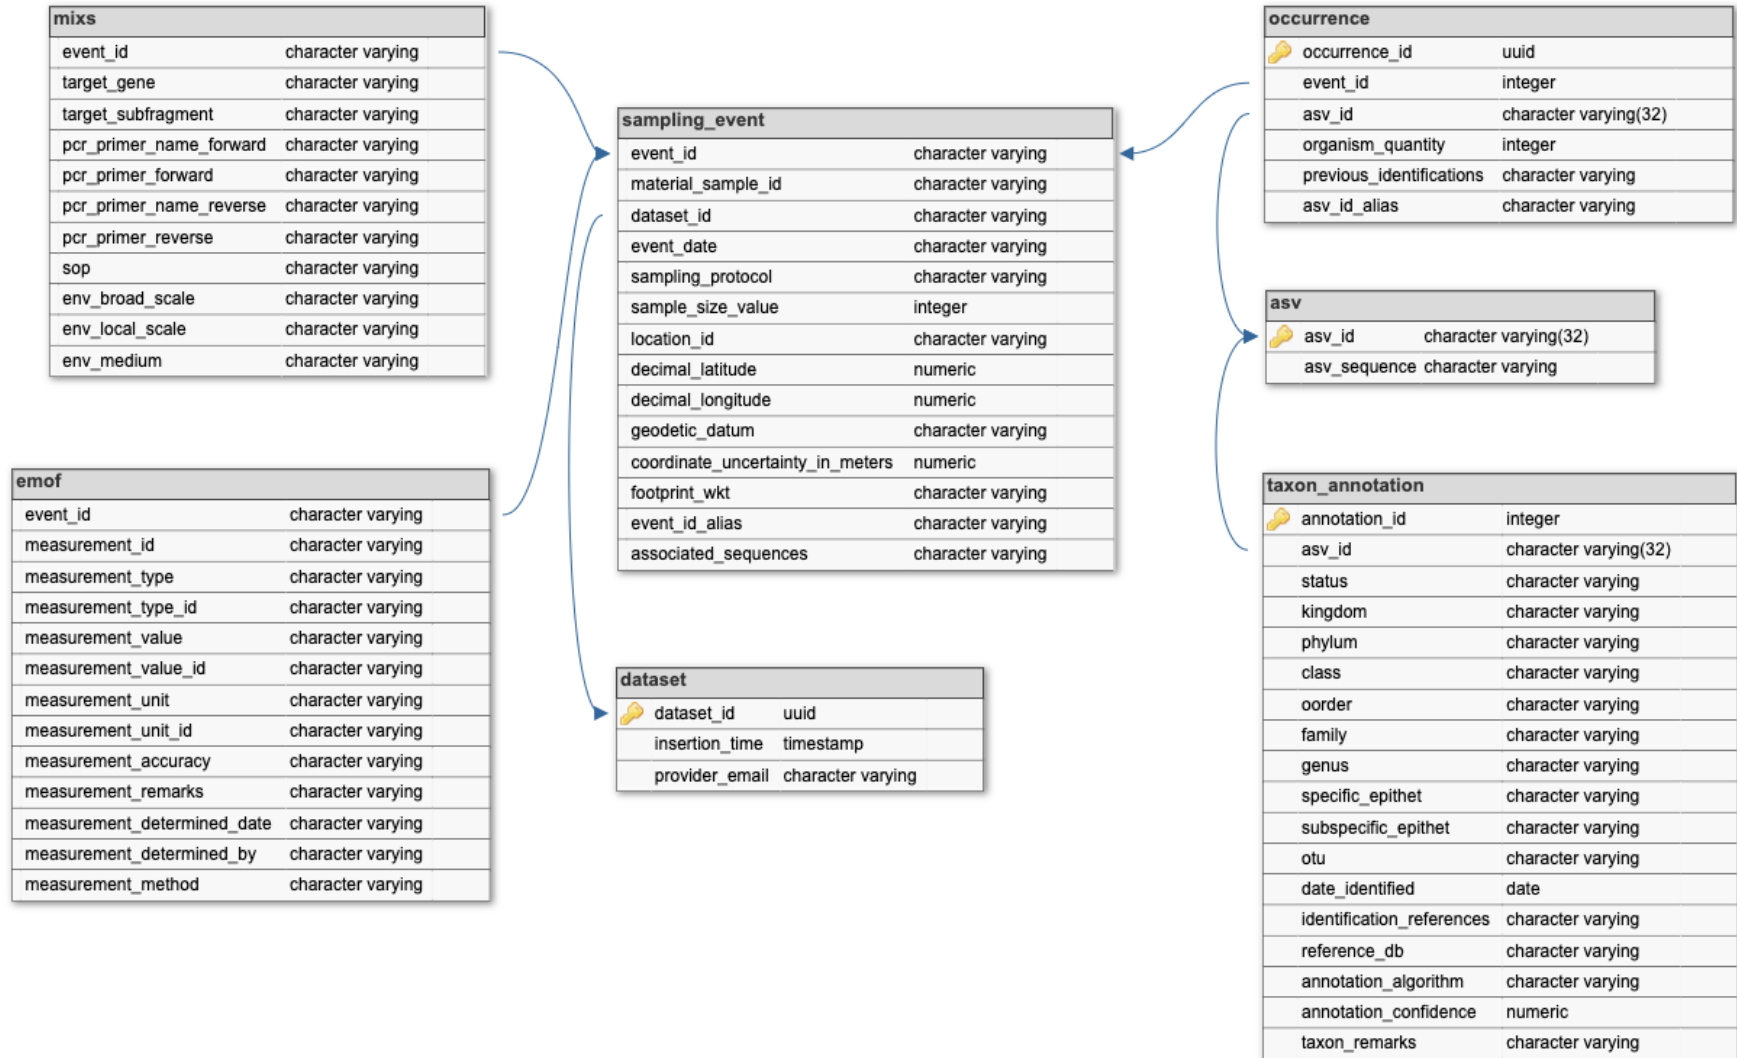 mixs
event_id character varying
target_gene character varying
target_subfragment character varying
pcr_primer_name_forward character varying
pcr_primer_forward character varying
pcr_primer_name_reverse character varying
pcr_primer_reverse character varying
sop character varying
env_broad_scale character varying
env_local_scale character varying
env_medium character varying
emof
event_id character varying
measurement_id character varying
measurement_type character varying
measurement_type_id character varying
measurement_value character varying
measurement_value_id character varying
measurement_unit character varying
measurement_unit_id character varying
measurement_accuracy character varying
measurement_remarks character varying
measurement_determined_date character varying
measurement_determined_by character varying
measurement_method character varying
sampling_event
event_id character varying
material_sample_id character varying
dataset_id character varying
event_date character varying
sampling_protocol character varying
sample_size_value integer
location_id character varying
decimal_latitude numeric
decimal_longitude numeric
geodetic_datum character varying
coordinate_uncertainty_in_meters numeric
footprint_wkt character varying
event_id_alias character varying
associated_sequences character varying
dataset
dataset_id uuid
insertion_time timestamp
provider_email character varying
occurrence
occurrence_id uuid
event_id integer
asv_id character varying(32)
organism_quantity integer
previous_identifications character varying
asv_id_alias character varying
asv
asv_id character varying(32)
asv_sequence character varying
taxon_annotation
annotation_id integer
asv_id character varying(32)
status character varying
kingdom character varying
phylum character varying
class character varying
oorder character varying
family character varying
genus character varying
specific_epithet character varying
subspecific_epithet character varying
otu character varying
date_identified date
identification_references character varying
reference_db character varying
annotation_algorithm character varying
annotation_confidence numeric
taxon_remarks character varying